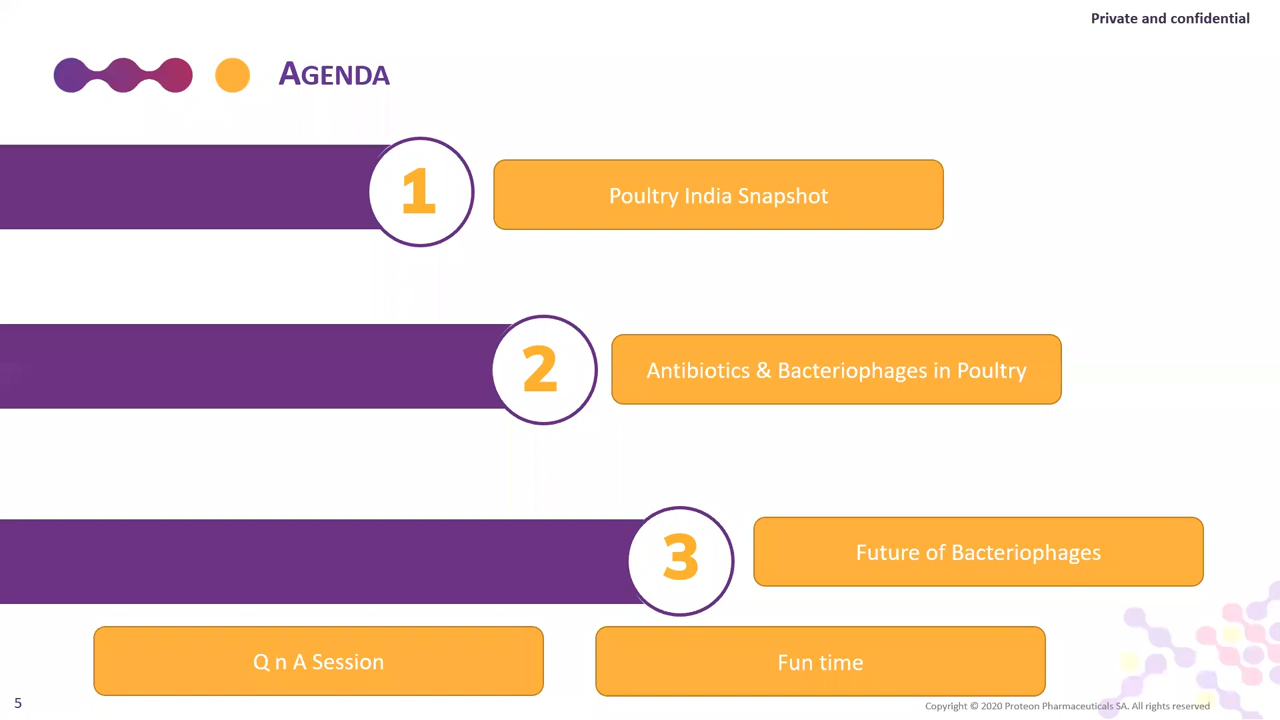 Private and confidential
AGENDA
1
Poultry India Snapshot
2
Antibiotics & Bacteriophages in Poultry
3
Future of Bacteriophages
Q n A Session
Fun time
5
Copyright © 2020 Proteon Pharmaceuticals SA. All rights reserved